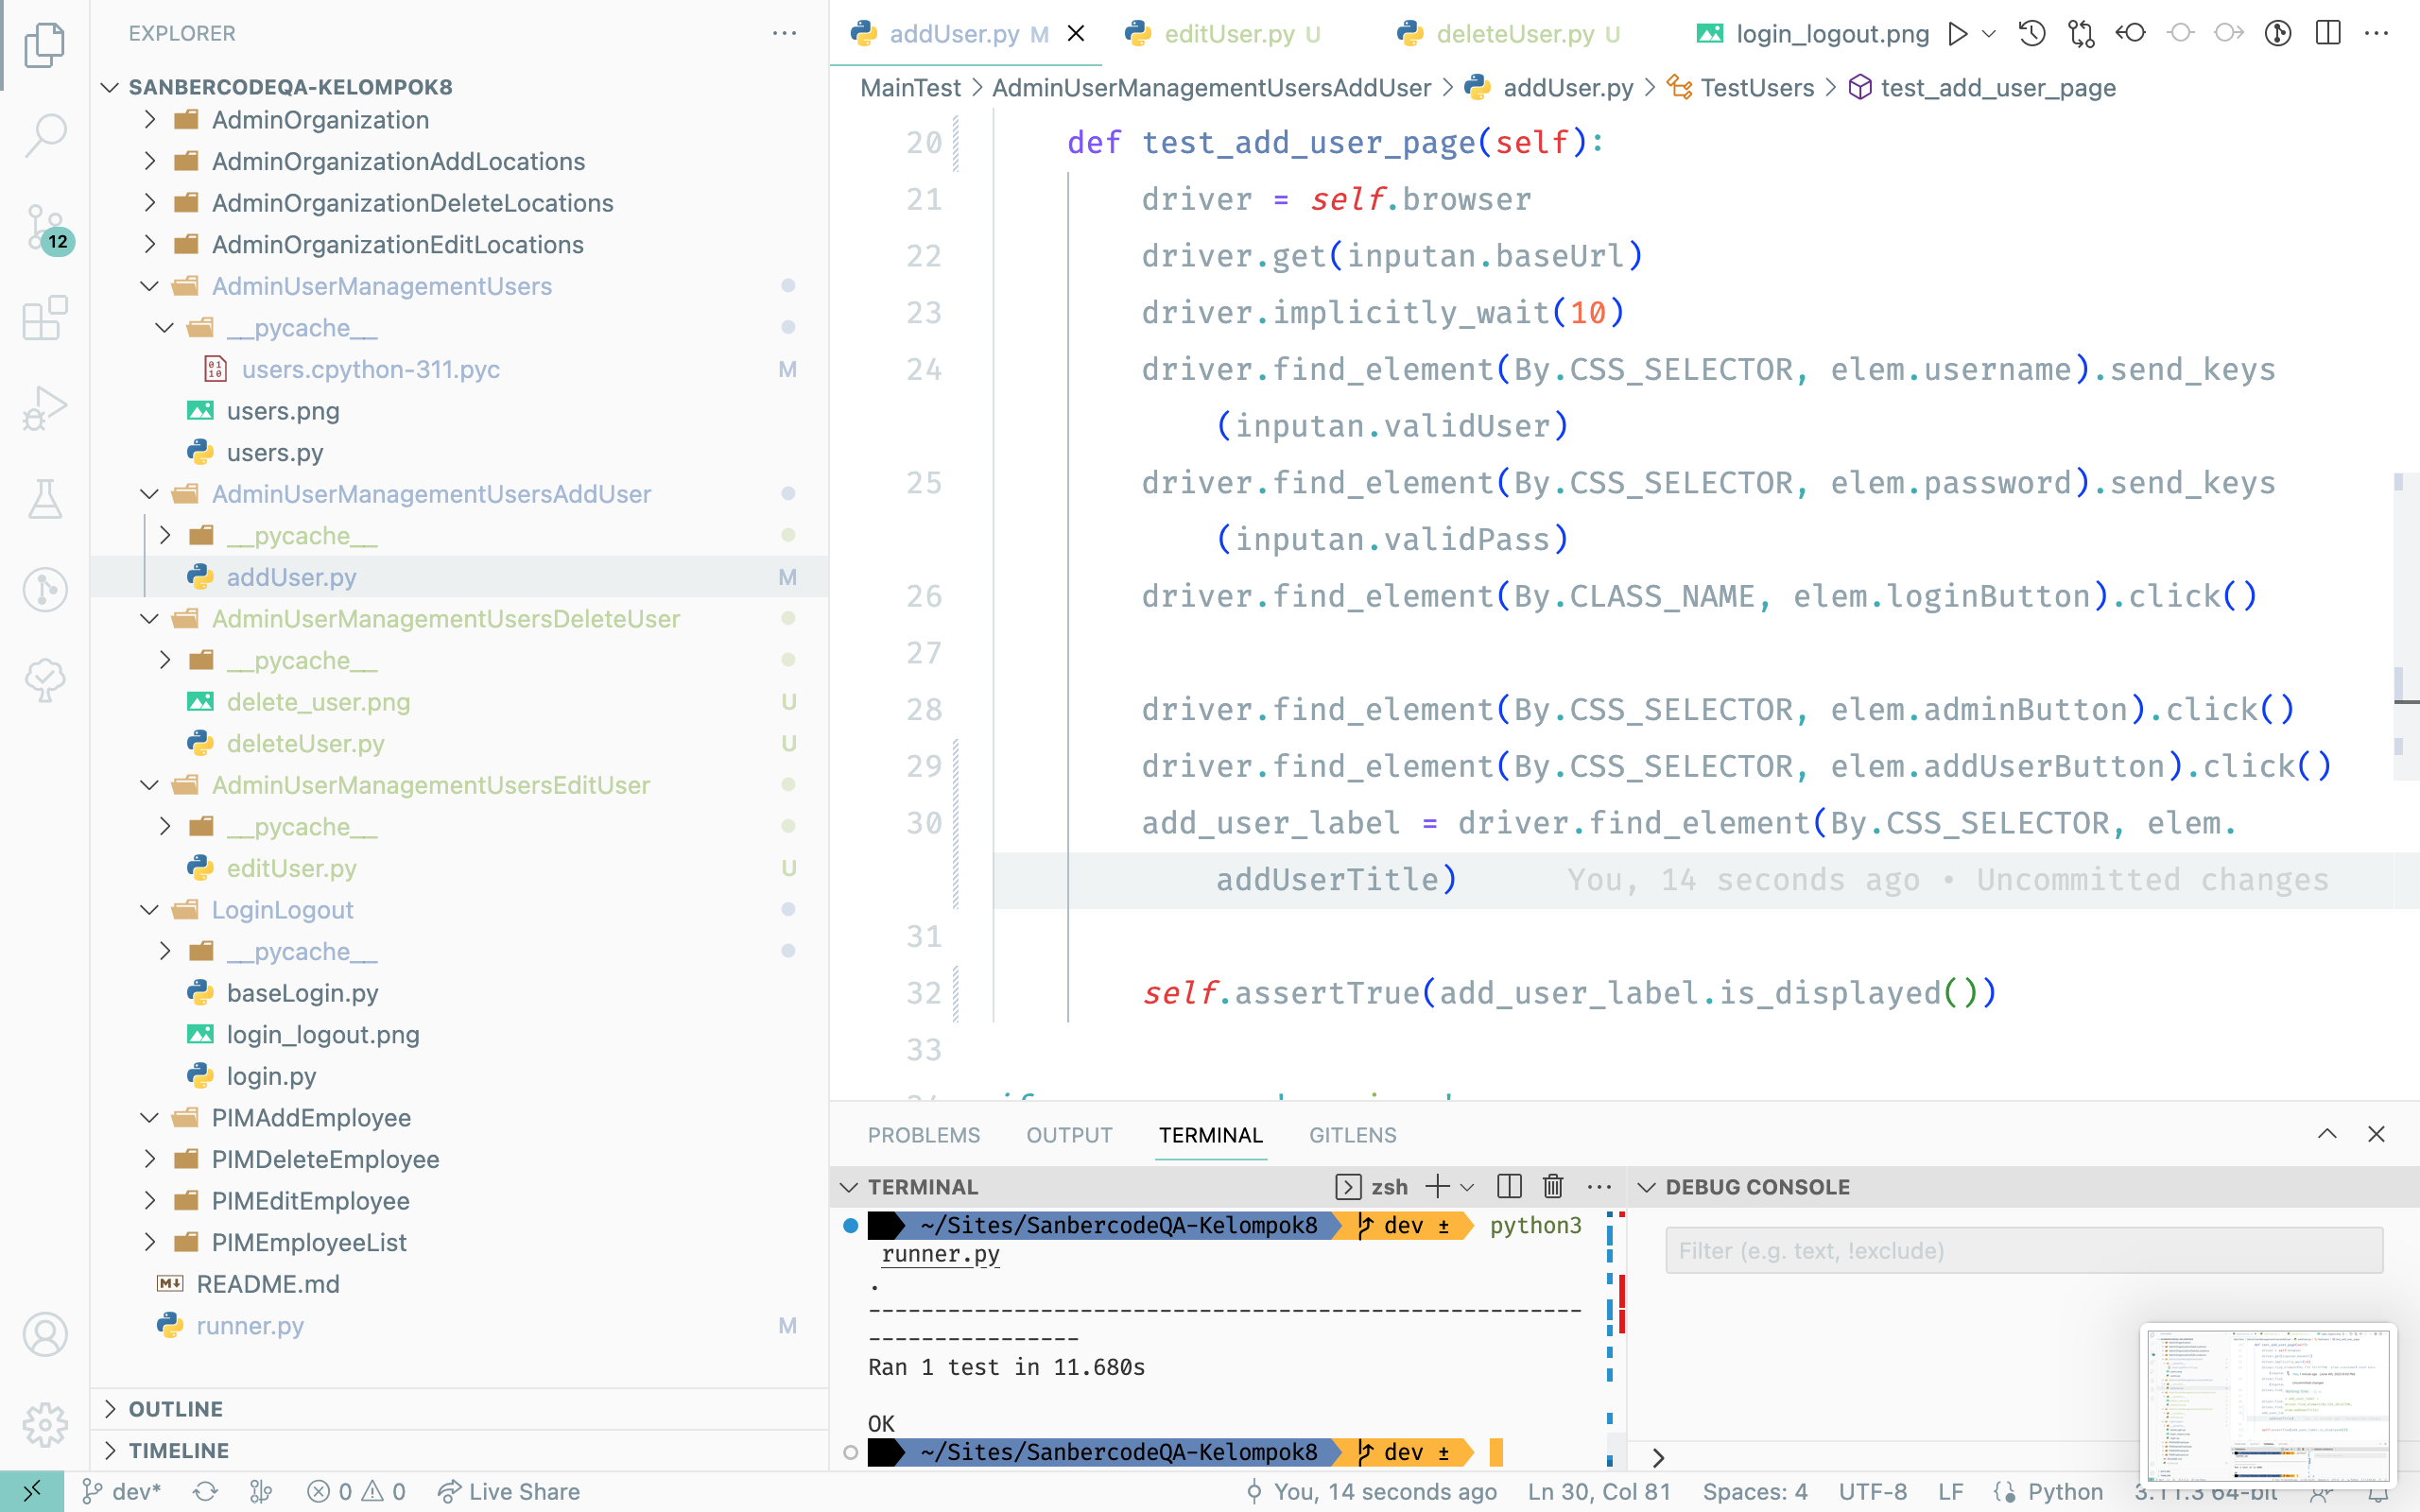 EXPLORER
SANBERCODEQA-KELOMPOK8
AdminOrganization
AdminOrganizationAddLocations
AdminOrganizationDeleteLocations
AdminOrganizationEditLocations
AdminUserManagementUsers
__pycache__
users.cpython-311.pyc M
users.png
users.py
AdminUserManagementUsersAddUser
__pycache__
addUser.py M
AdminUserManagementUsersDeleteUser
__pycache__
delete_user.png U
deleteUser.py U
AdminUserManagementUsersEditUser
__pycache__
editUser.py U
LoginLogout
__pycache__
baseLogin.py
login_logout.png
login.py
PIMAddEmployee
PIMDeleteEmployee
PIMEditEmployee
PIMEmployeeList
README.md
runner.py M
OUTLINE
TIMELINE
12
addUser.py M editUser.py U deleteUser.py U login_logout.png
MainTest > AdminUserManagementUsersAddUser > addUser.py > TestUsers > test_add_user_page
20 def test_add_user_page(self):
21 driver = self.browser
22 driver.get(inputan.baseUrl)
23 driver.implicitly_wait(10)
24 driver.find_element(By.CSS_SELECTOR, elem.username).send_keys
(inputan.validUser)
25 driver.find_element(By.CSS_SELECTOR, elem.password).send_keys
(inputan.validPass)
26 driver.find_element(By.CLASS_NAME, elem.loginButton).click()
27
28 driver.find_element(By.CSS_SELECTOR, elem.adminButton).click()
29 driver.find_element(By.CSS_SELECTOR, elem.addUserButton).click()
30 add_user_label = driver.find_element(By.CSS_SELECTOR, elem.
addUserTitle) You, 14 seconds ago • Uncommitted changes
31
32 self.assertTrue(add_user_label.is_displayed())
33
PROBLEMS OUTPUT TERMINAL GITLENS
TERMINAL zsh
~/Sites/SanbercodeQA-Kelompok8 dev ± python3
runner.py
.
------------------------------------------------------
----------------
Ran 1 test in 11.680s
OK
~/Sites/SanbercodeQA-Kelompok8 dev ±
DEBUG CONSOLE
Filter (e.g. text, !exclude)
dev* 0 0 Live Share You, 14 seconds ago Ln 30, Col 81 Spaces: 4 UTF-8 LF Python 3.11.3 64-bit